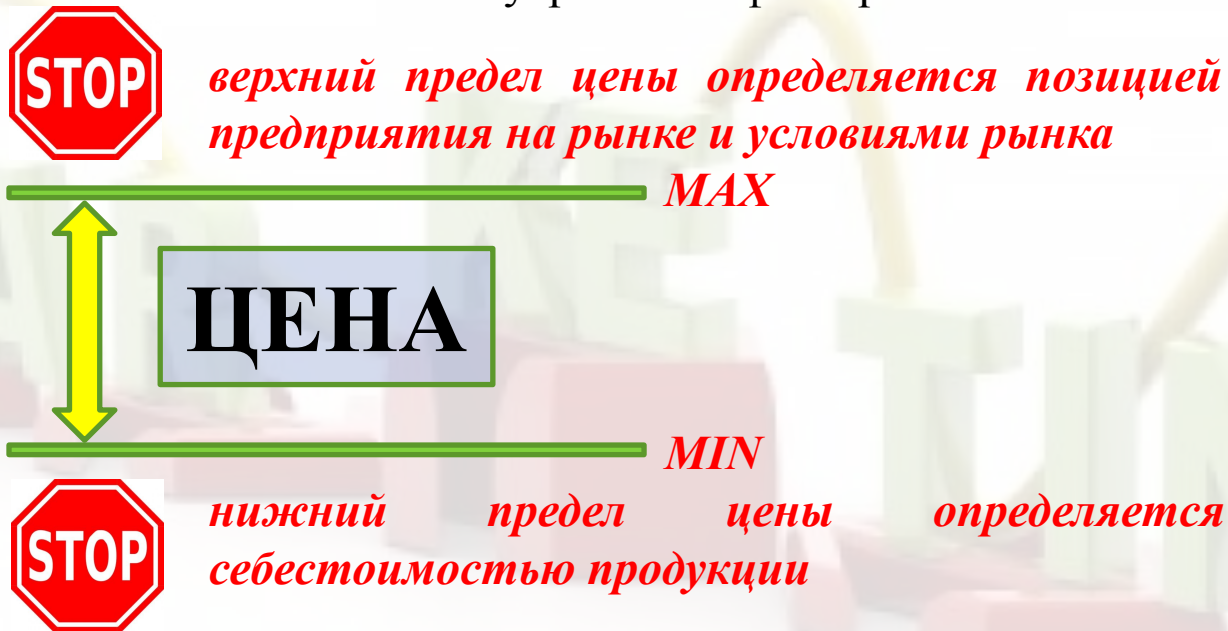 STOP
верхний предел цены определяется позицией
предприятия на рынке и условиями рынка
MAX
ЦЕНА
MIN
нижний предел цены определяется
себестоимостью продукции
STOP